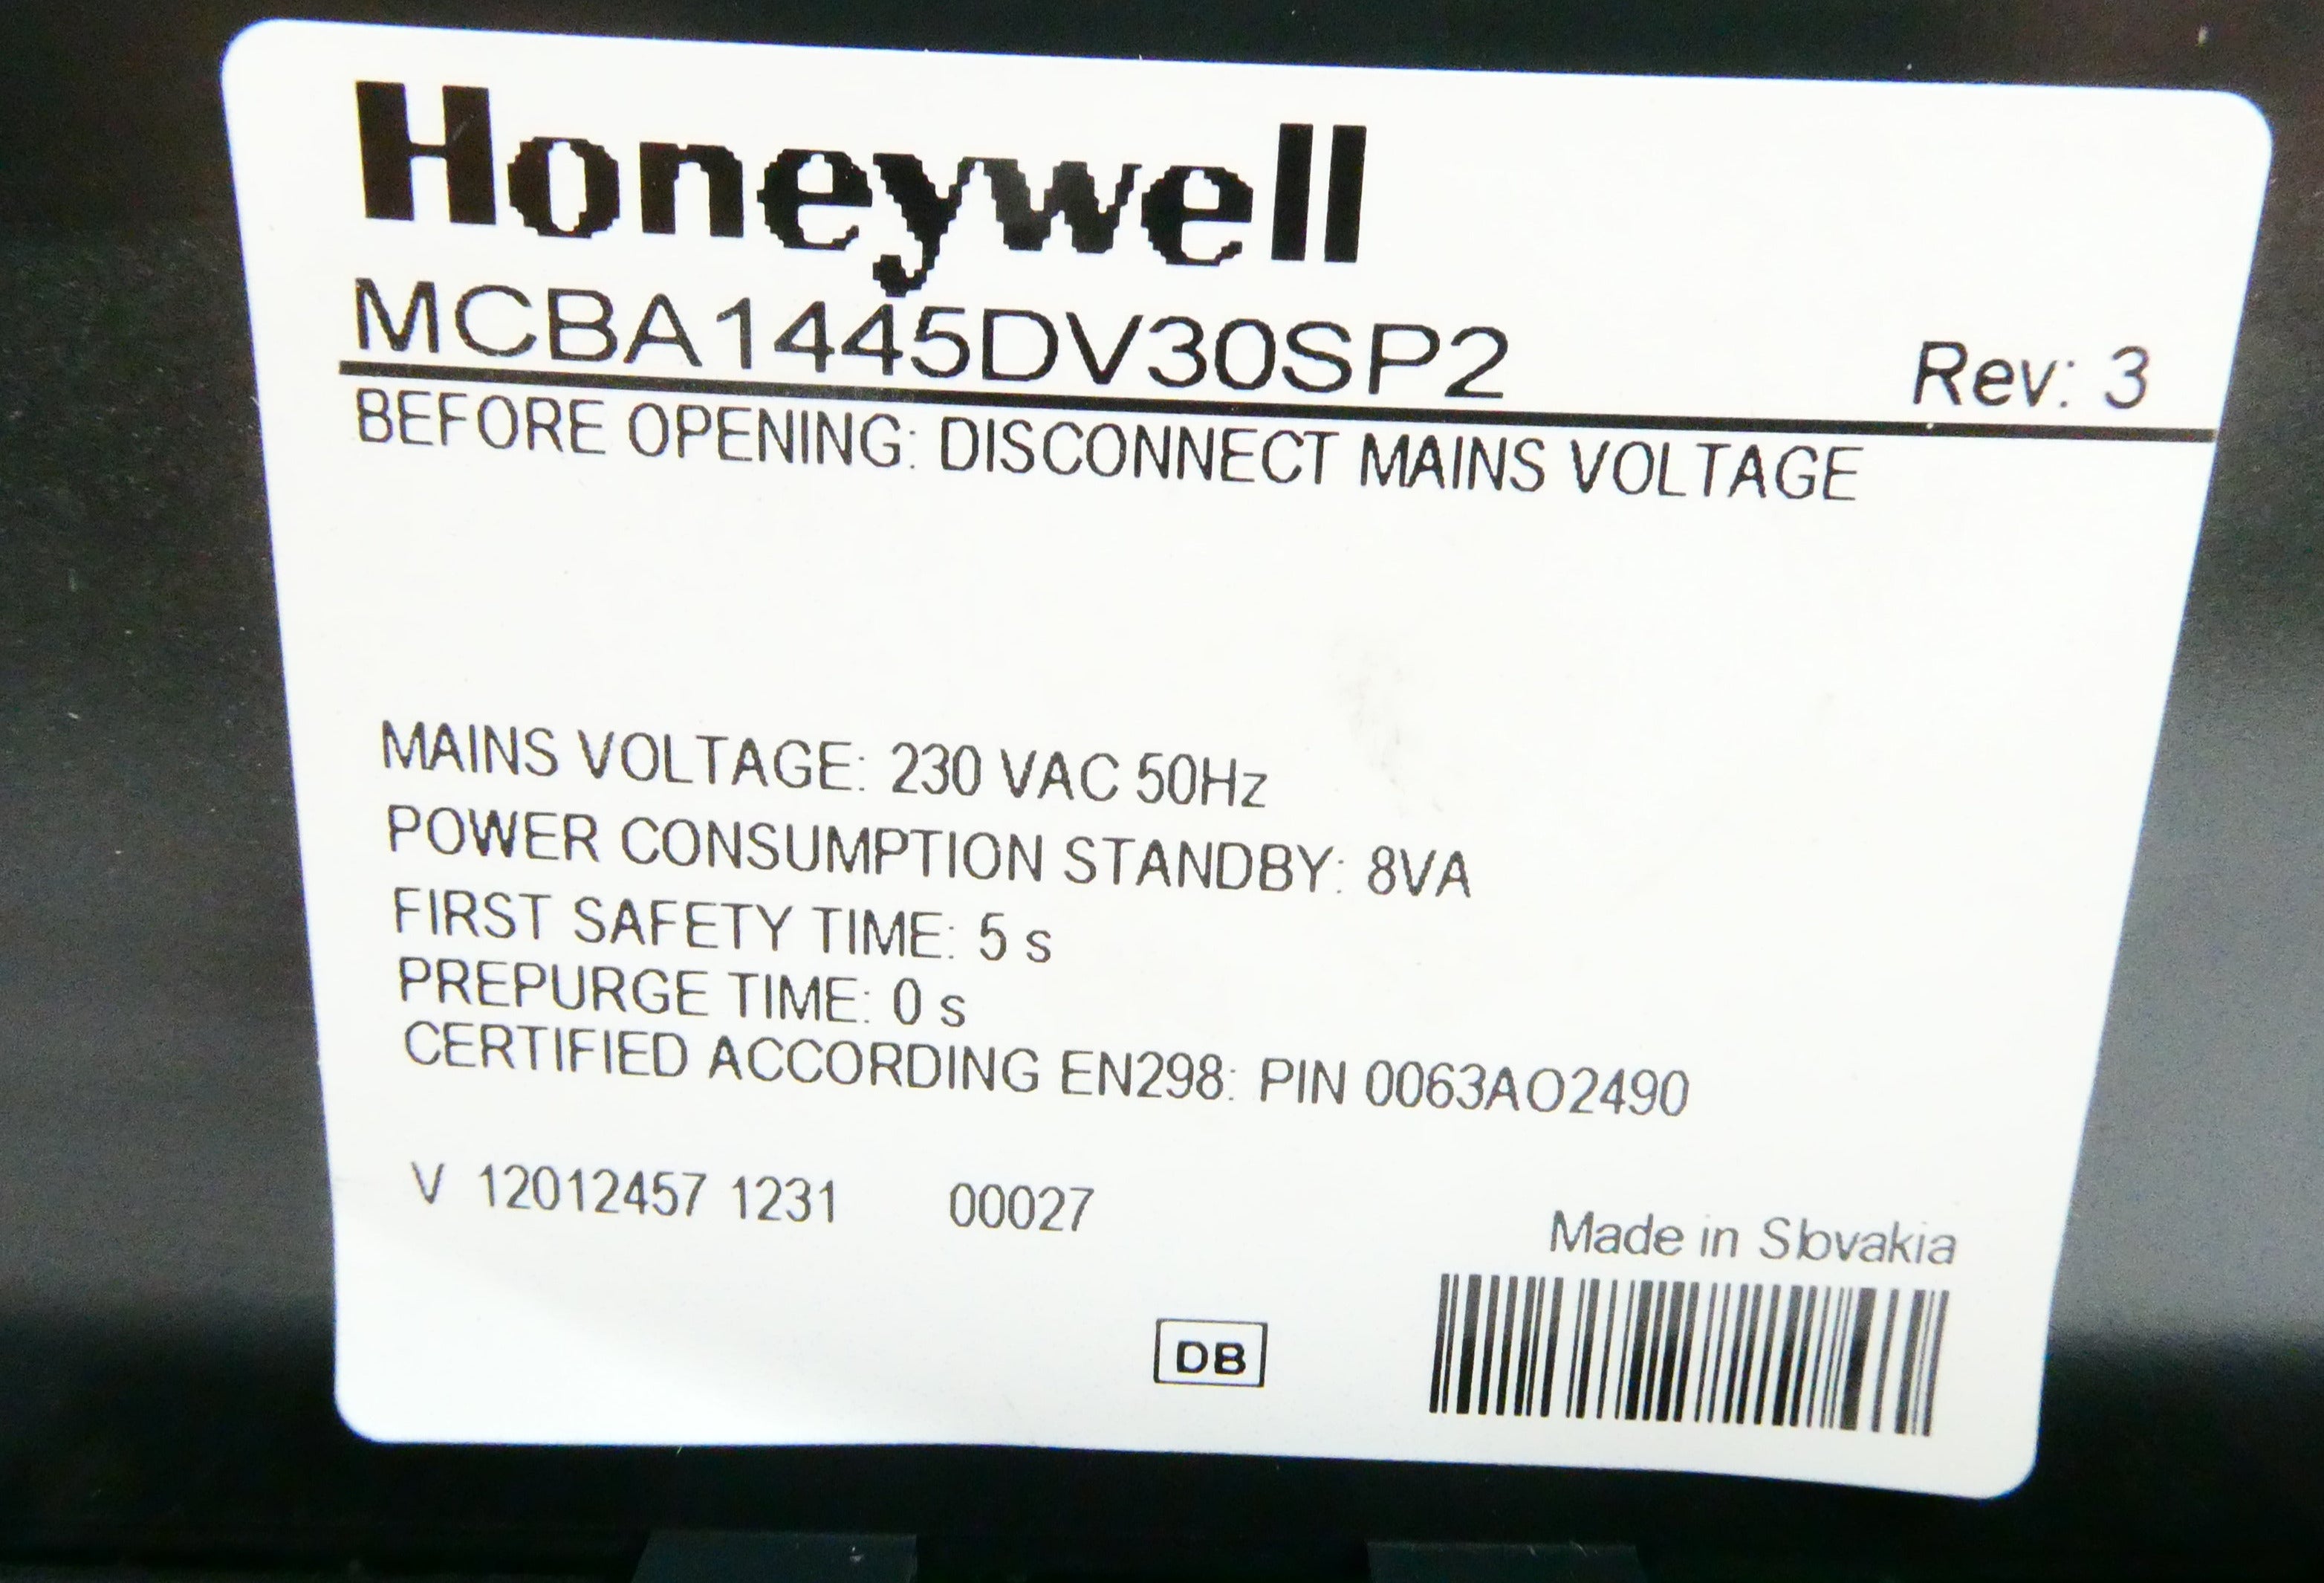 Honeywell
MCBA1445DV30SP2 Rev: 3
BEFORE OPENING: DISCONNECT MAINS VOLTAGE
MAINS VOLTAGE: 230 VAC 50Hz
POWER CONSUMPTION STANDBY: 8VA
FIRST SAFETY TIME: 5 s
PREPURGE TIME: 0 s
CERTIFIED ACCORDING EN298: PIN 0063AO2490
V 12012457 1231 00027
Made in Slovakia
DB